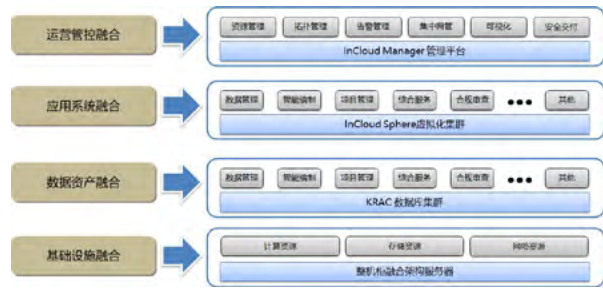 运营管控融合
资源管理 拓扑管理 告警管理 集中网管 可视化 安全交付
InCloud Manager 管理平台
应用系统融合
数据管理 智能编制 项目管理 综合服务 合规审查 ••• 其他
InCloud Sphere虚拟化集群
数据资产融合
数据管理 智能编制 项目管理 综合服务 合规审查 ••• 其他
KRAC 数据库集群
基础设施融合
计算资源 存储资源 网络资源
整机柜融合架构服务器